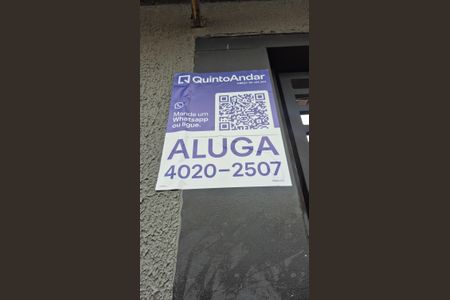 QuintoAndar
Mande um
Whatsapp
ou ligue.
ALUGA
4020-2507